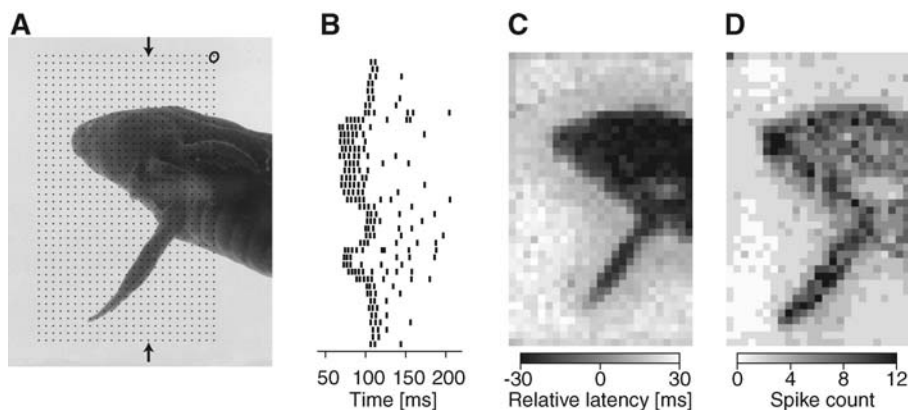 A
B
C
D
50 100 150 200
Time [ms]
-30 0 30
Relative latency [ms]
0 4 8 12
Spike count